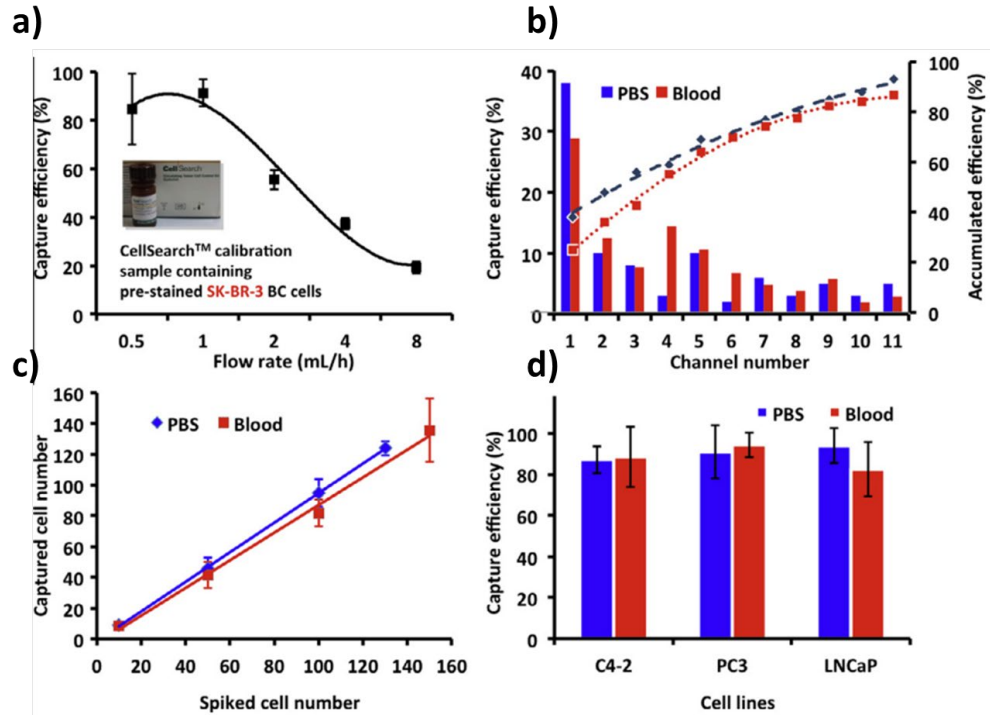 a)
Capture efficiency (%)
100
80
60
40
20
0
CellSearch
CellSearch™ calibration
sample containing
pre-stained SK-BR-3 BC cells
0.5 1 2 4 8
Flow rate (mL/h)
b)
Capture efficiency (%)
40
30
20
10
0
PBS Blood
100
80
60
40
20
0
Accumulated efficiency (%)
1 2 3 4 5 6 7 8 9 10 11
Channel number
c)
Captured cell number
160
140
120
100
80
60
40
20
0
PBS Blood
0 20 40 60 80 100 120 140 160
Spiked cell number
d)
Capture efficiency (%)
100
80
60
40
20
0
PBS Blood
C4-2 PC3 LNCaP
Cell lines